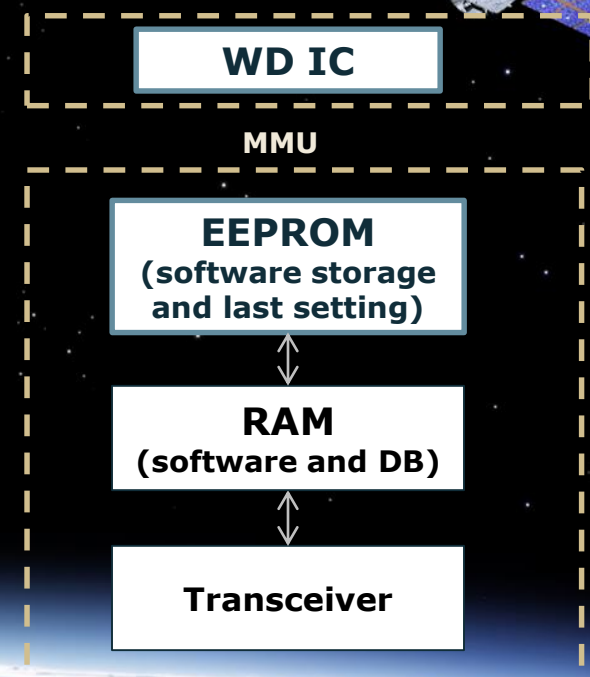 WD IC
MMU
EEPROM
(software storage
and last setting)
RAM
(software and DB)
Transceiver